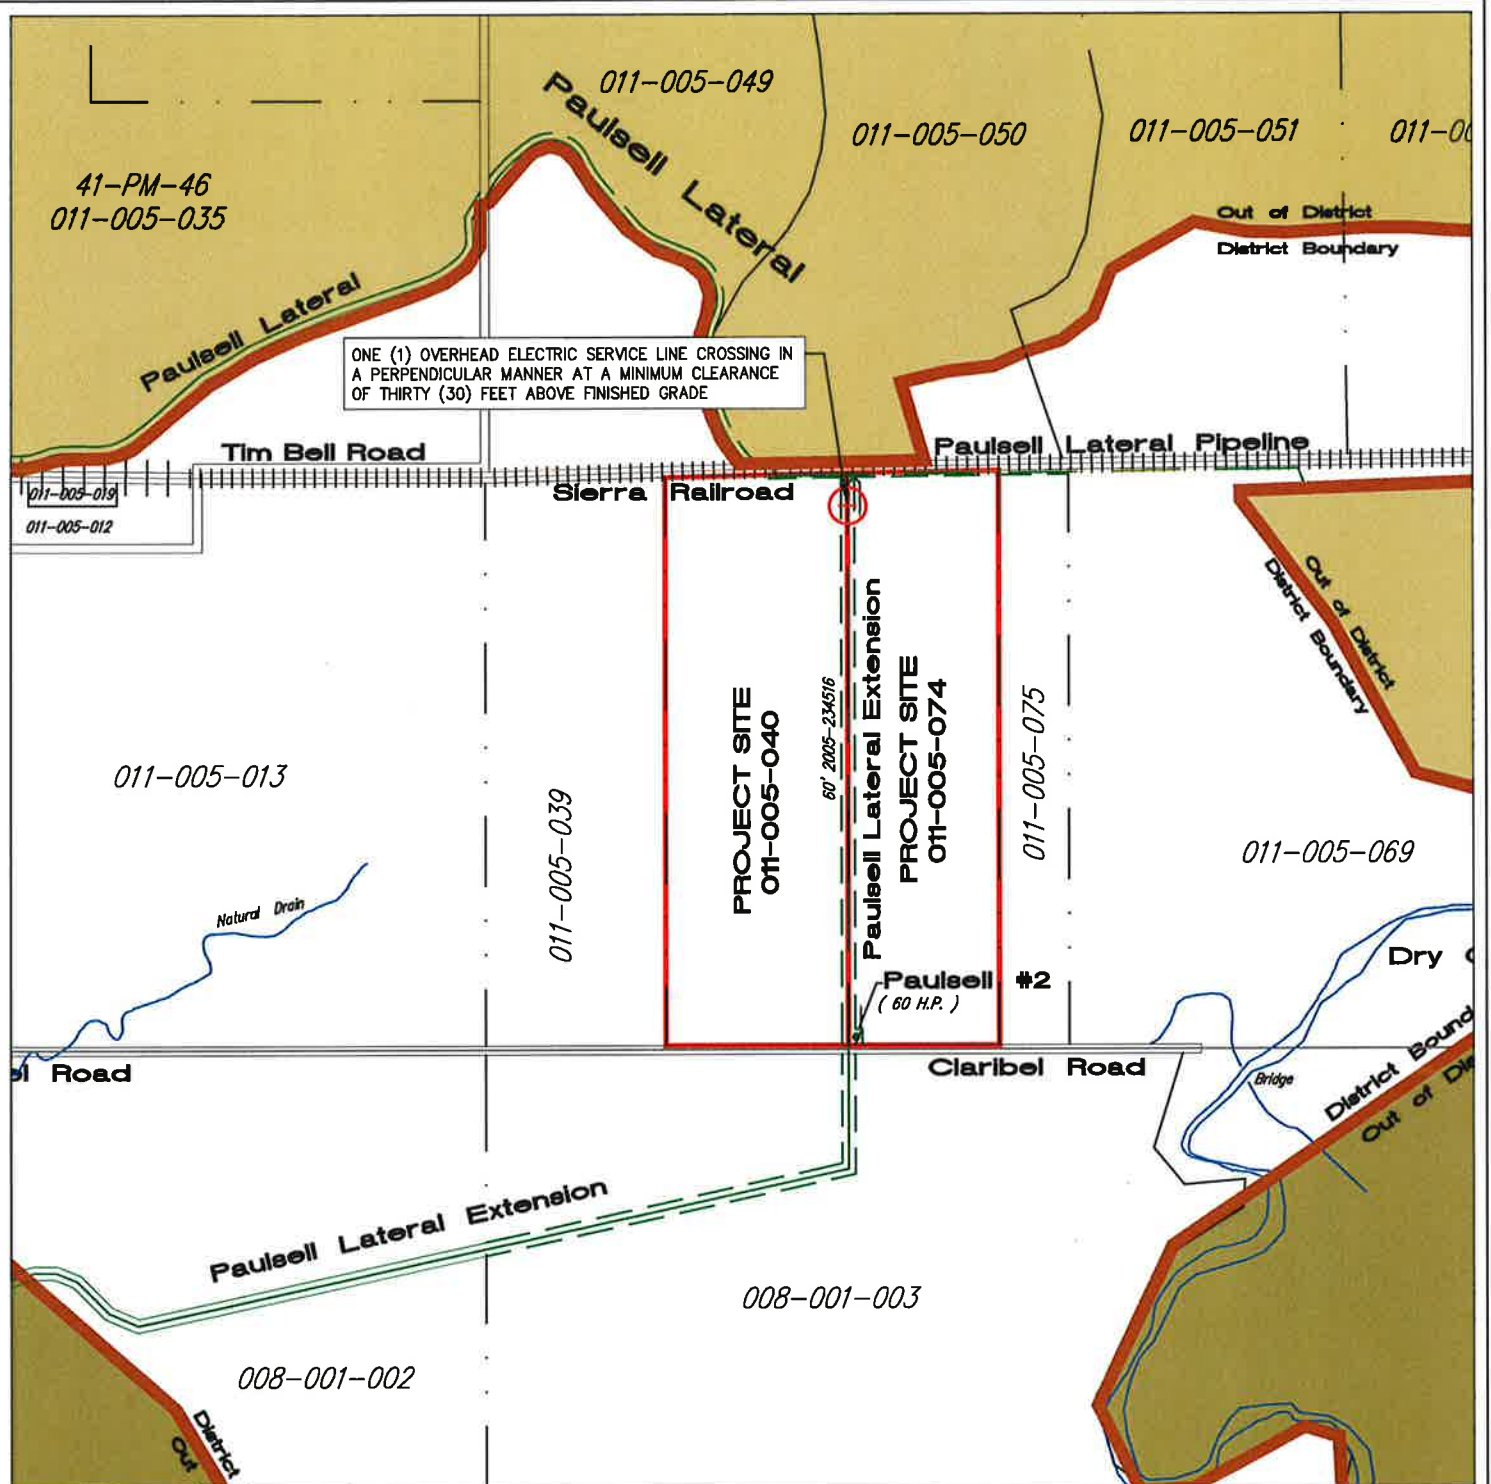 011-005-049
Paulsell Lateral
011-005-050
011-005-051
41-PM-46
011-005-035
Out of District
District Boundary
Paulsell Lateral
ONE (1) OVERHEAD ELECTRIC SERVICE LINE CROSSING IN
A PERPENDICULAR MANNER AT A MINIMUM CLEARANCE
OF THIRTY (30) FEET ABOVE FINISHED GRADE
Tim Bell Road
Paulsell Lateral Pipeline
Sierra Railroad
011-005-019
011-005-012
Out of District
District Boundary
60' 2005-234516
Paulsell Lateral Extension
PROJECT SITE
011-005-040
PROJECT SITE
011-005-074
011-005-075
011-005-013
011-005-039
011-005-069
Natural Drain
Dry
Paulsell #2
( 60 H.P. )
Road
Claribel Road
Bridge
District Bound
Out of Dis
Paulsell Lateral Extension
008-001-003
008-001-002
District
Out